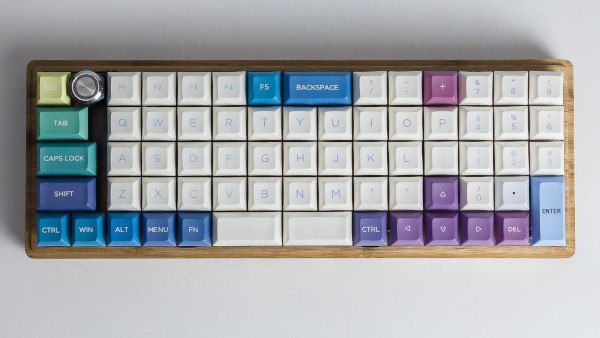 ESC F1 F2 F3 F4 F5 BACKSPACE ? / - + & 7 * 8 ( 9
TAB Q W E R T Y U I O P $ 4 % 5 ^ 6
CAPS LOCK A S D F G H J K L @ 2 # 3
SHIFT Z X C V B N M △ ) 0 • ENTER
CTRL WIN ALT MENU FN CTRL ◁ ▽ ▷ DEL